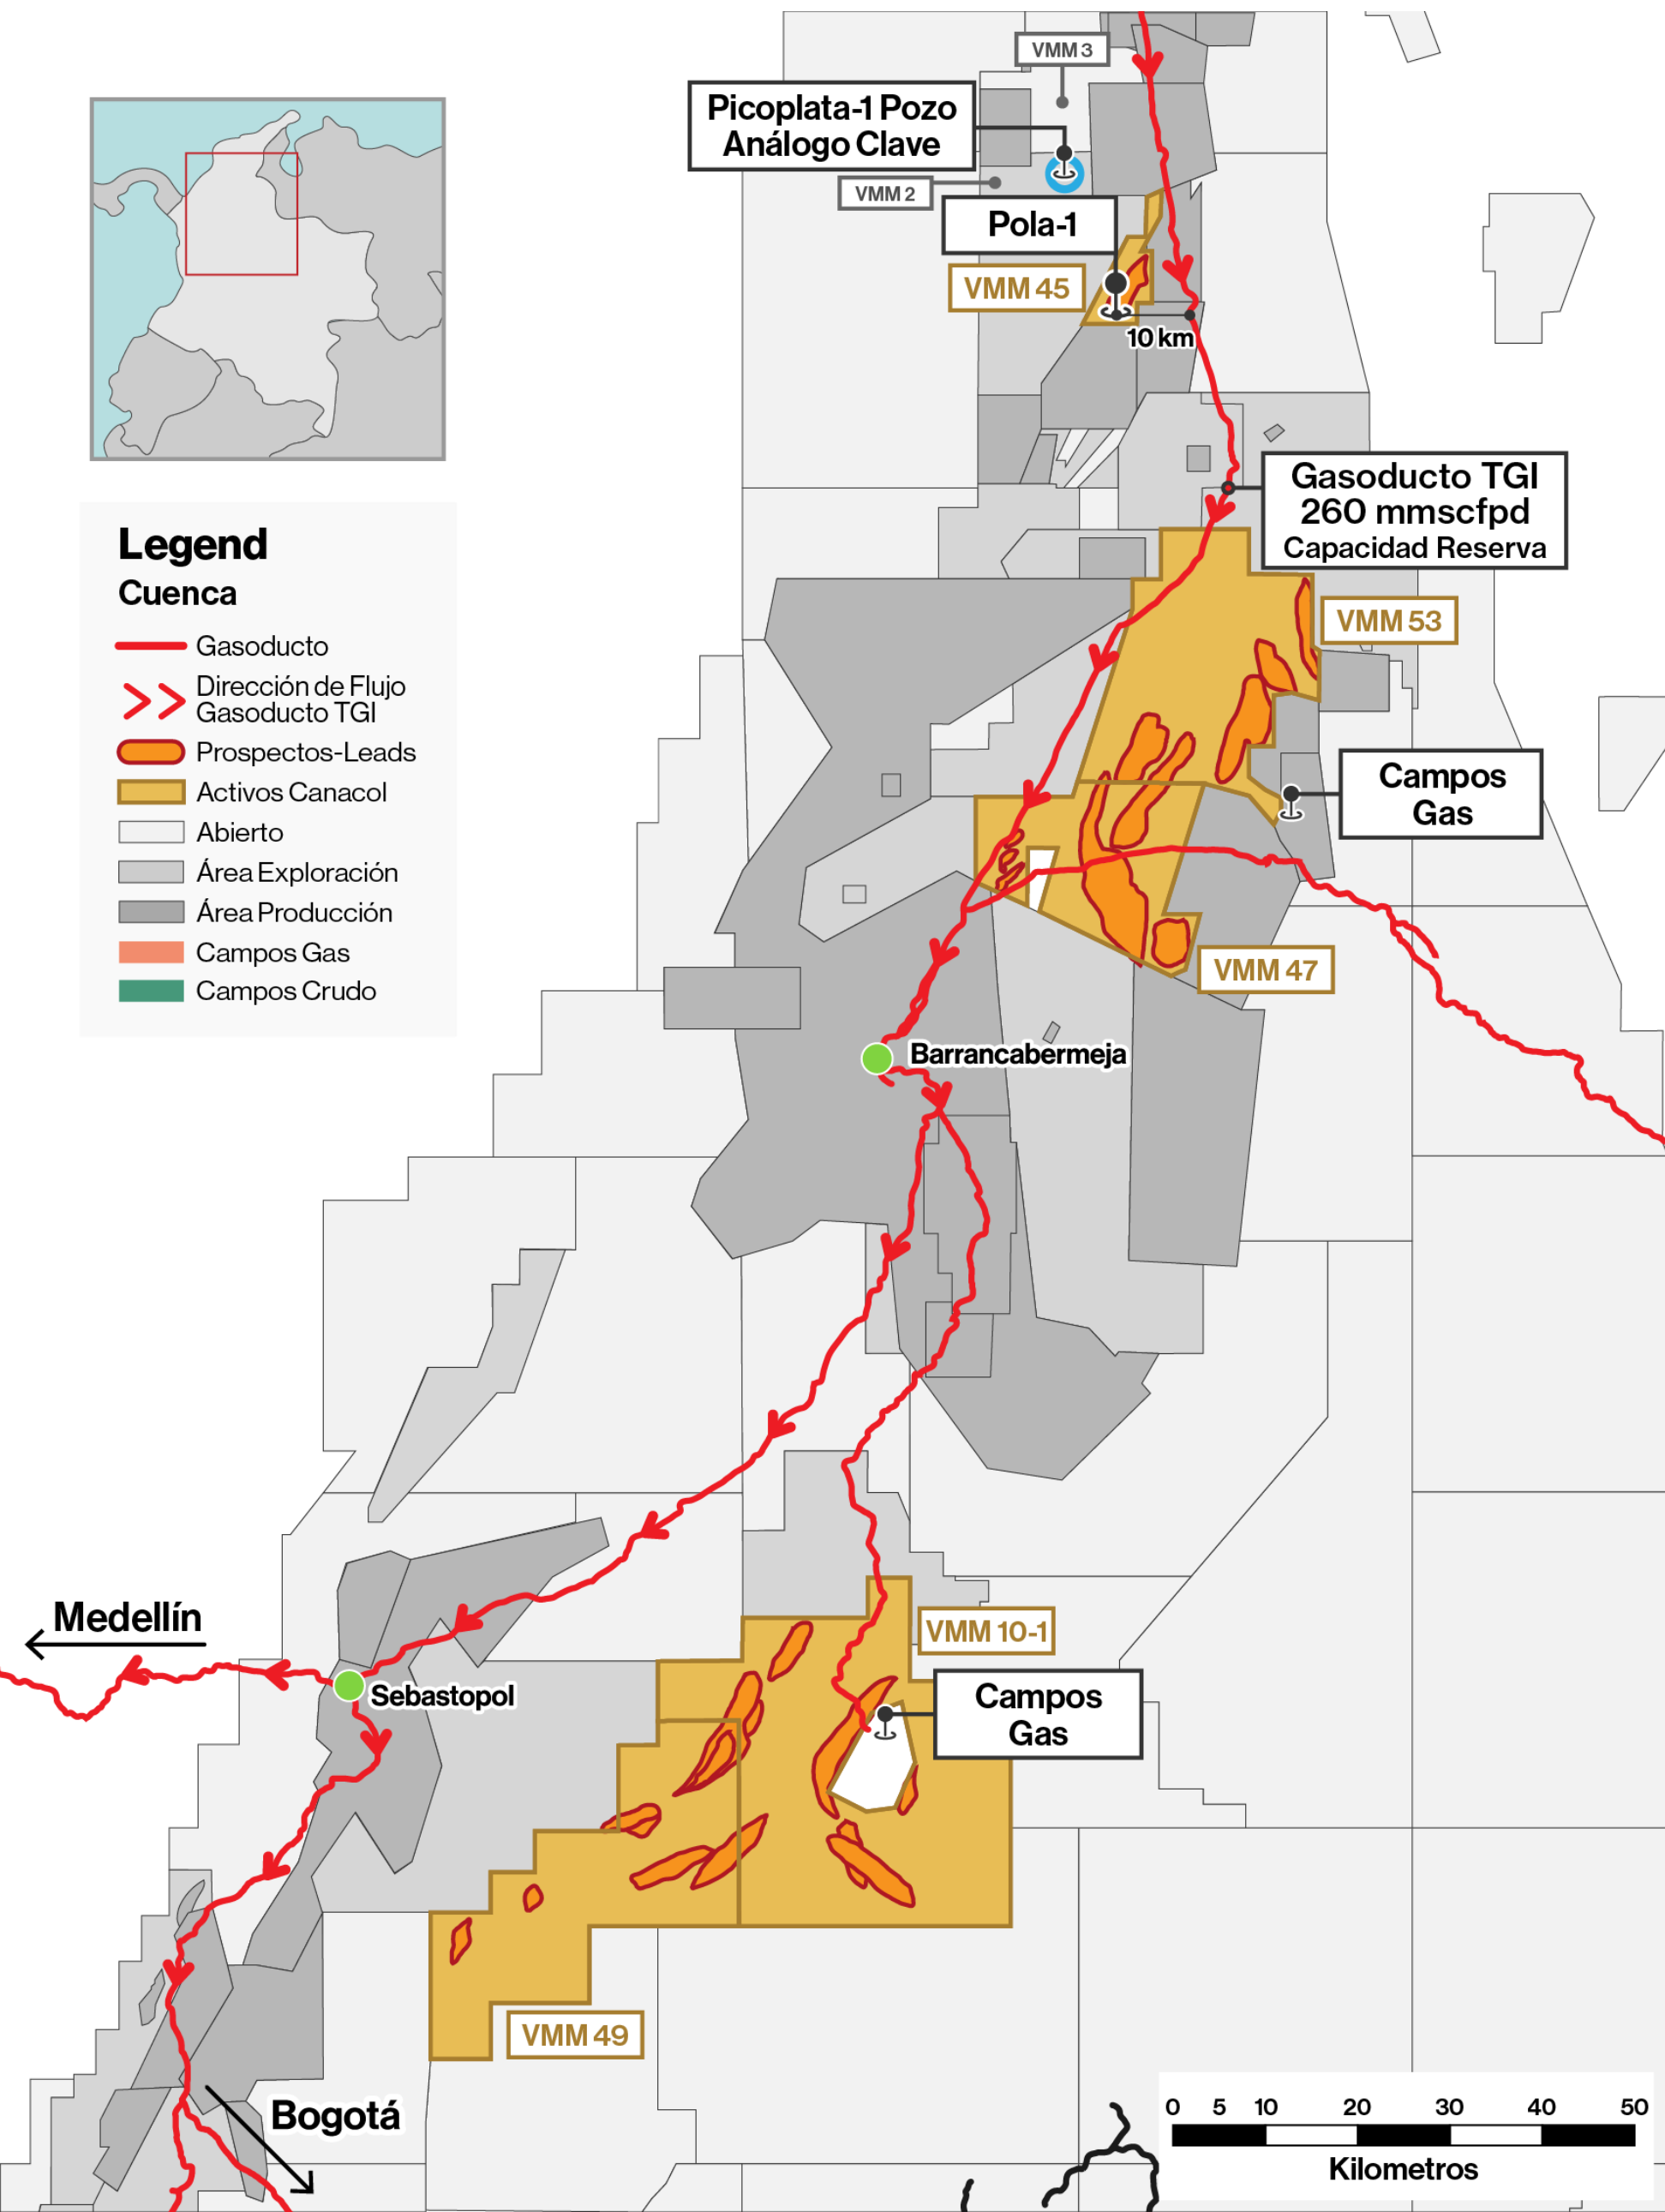 VMM 3
Picoplata-1 Pozo
Análogo Clave
VMM 2
Pola-1
VMM 45
10 km
Gasoducto TGI
260 mmscfpd
Capacidad Reserva
Legend
Cuenca
Gasoducto
Dirección de Flujo
Gasoducto TGI
Prospectos-Leads
Activos Canacol
Abierto
Área Exploración
Área Producción
Campos Gas
Campos Crudo
VMM 53
Campos
Gas
VMM 47
Barrancabermeja
Medellín
VMM 10-1
Sebastopol
Campos
Gas
VMM 49
Bogotá
0 5 10 20 30 40 50
Kilometros